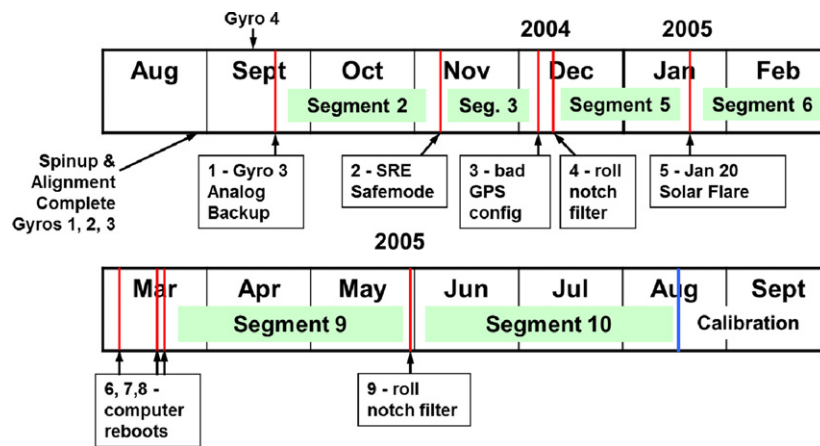 Gyro 4
2004
2005
Aug
Sept
Oct
Nov
Dec
Jan
Feb
Segment 2
Seg. 3
Segment 5
Segment 6
Spinup &
Alignment
Complete
Gyros 1, 2, 3
1 - Gyro 3
Analog
Backup
2 - SRE
Safemode
3 - bad
GPS
config
4 - roll
notch
filter
5 - Jan 20
Solar Flare
2005
Mar
Apr
May
Jun
Jul
Aug
Sept
Segment 9
Segment 10
Calibration
6, 7,8 -
computer
reboots
9 - roll
notch filter